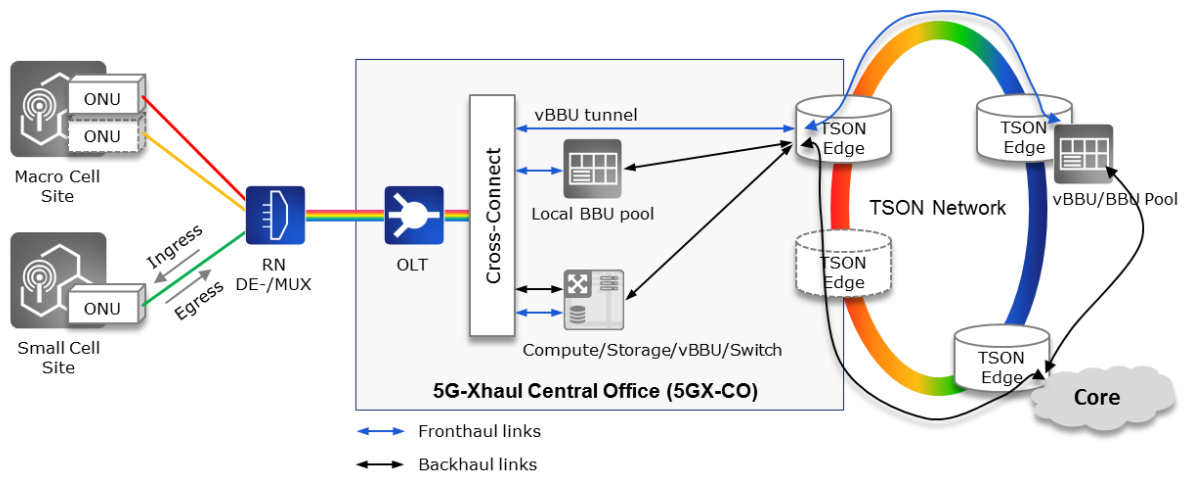 ONU
ONU
Macro Cell
Site
Ingress
Egress
ONU
Small Cell
Site
RN
DE-/MUX
OLT
Cross-Connect
vBBU tunnel
Local BBU pool
Compute/Storage/vBBU/Switch
5G-Xhaul Central Office (5GX-CO)
TSON
Edge
TSON
Edge
vBBU/BBU Pool
TSON Network
TSON
Edge
TSON
Edge
Core
Fronthaul links
Backhaul links